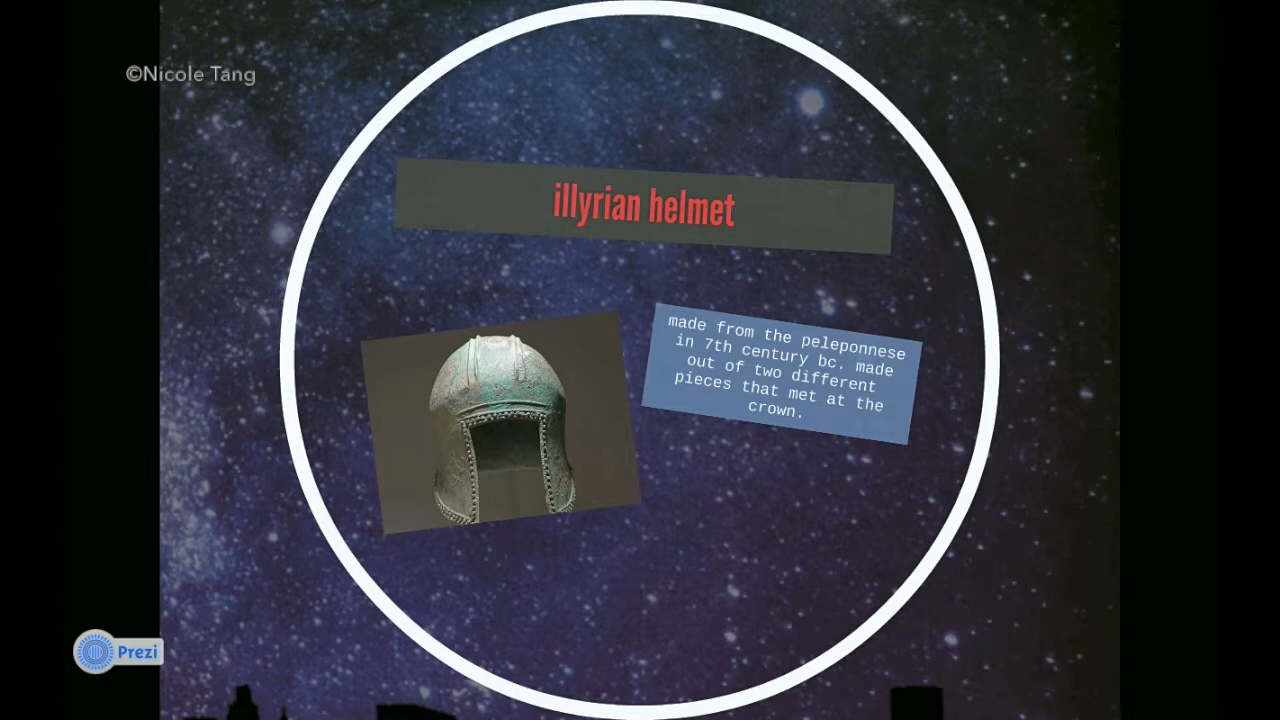 ©Nicole Tang
illyrian helmet
made from the peleponnese
in 7th century bc. made
out of two different
pieces that met at the
crown.
Prezi